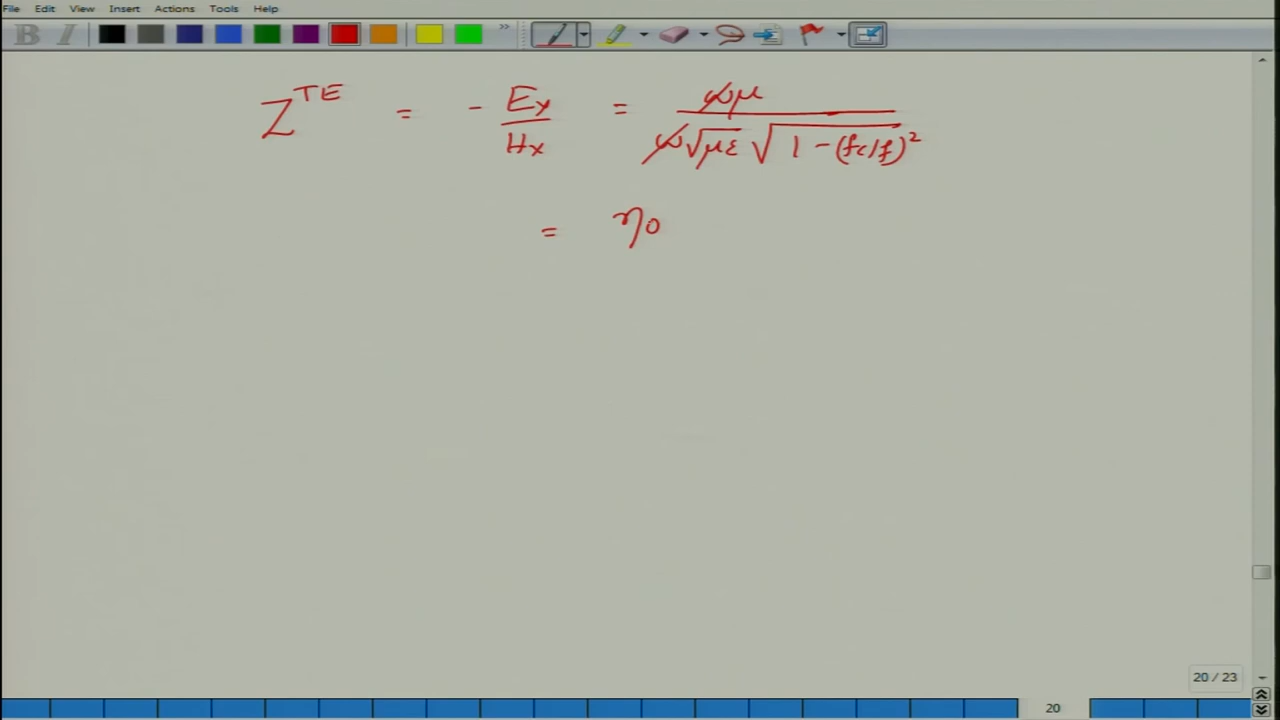 File Edit View Insert Actions Tools Help
B I
Z^TE = - Ey/Hx = ωμ / ω√με √1-(fc/f)²
= η0
20 / 23
20